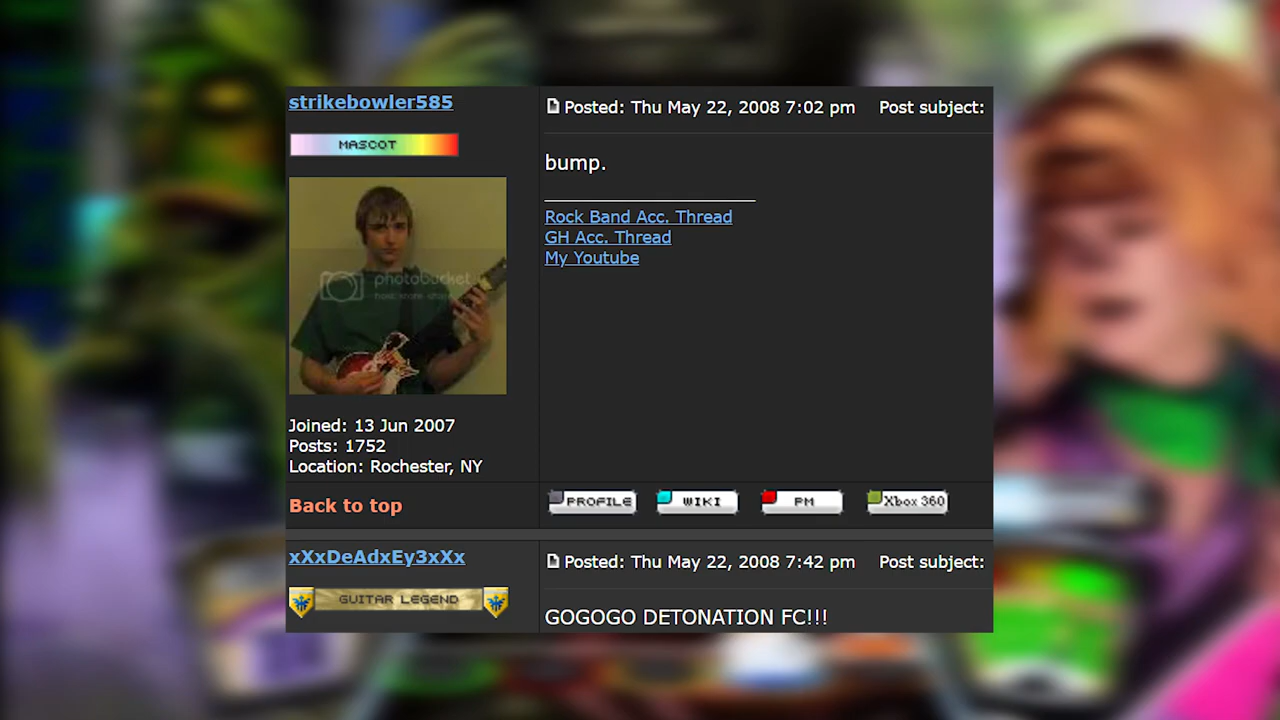 strikebowler585
Posted: Thu May 22, 2008 7:02 pm Post subject:
MASCOT
bump.
photobucket
Rock Band Acc. Thread
GH Acc. Thread
My Youtube
Joined: 13 Jun 2007
Posts: 1752
Location: Rochester, NY
Back to top
PROFILE WIKI PM Xbox 360
xXxDeAdxEy3xXx
Posted: Thu May 22, 2008 7:42 pm Post subject:
GUITAR LEGEND
GOGOGO DETONATION FC!!!